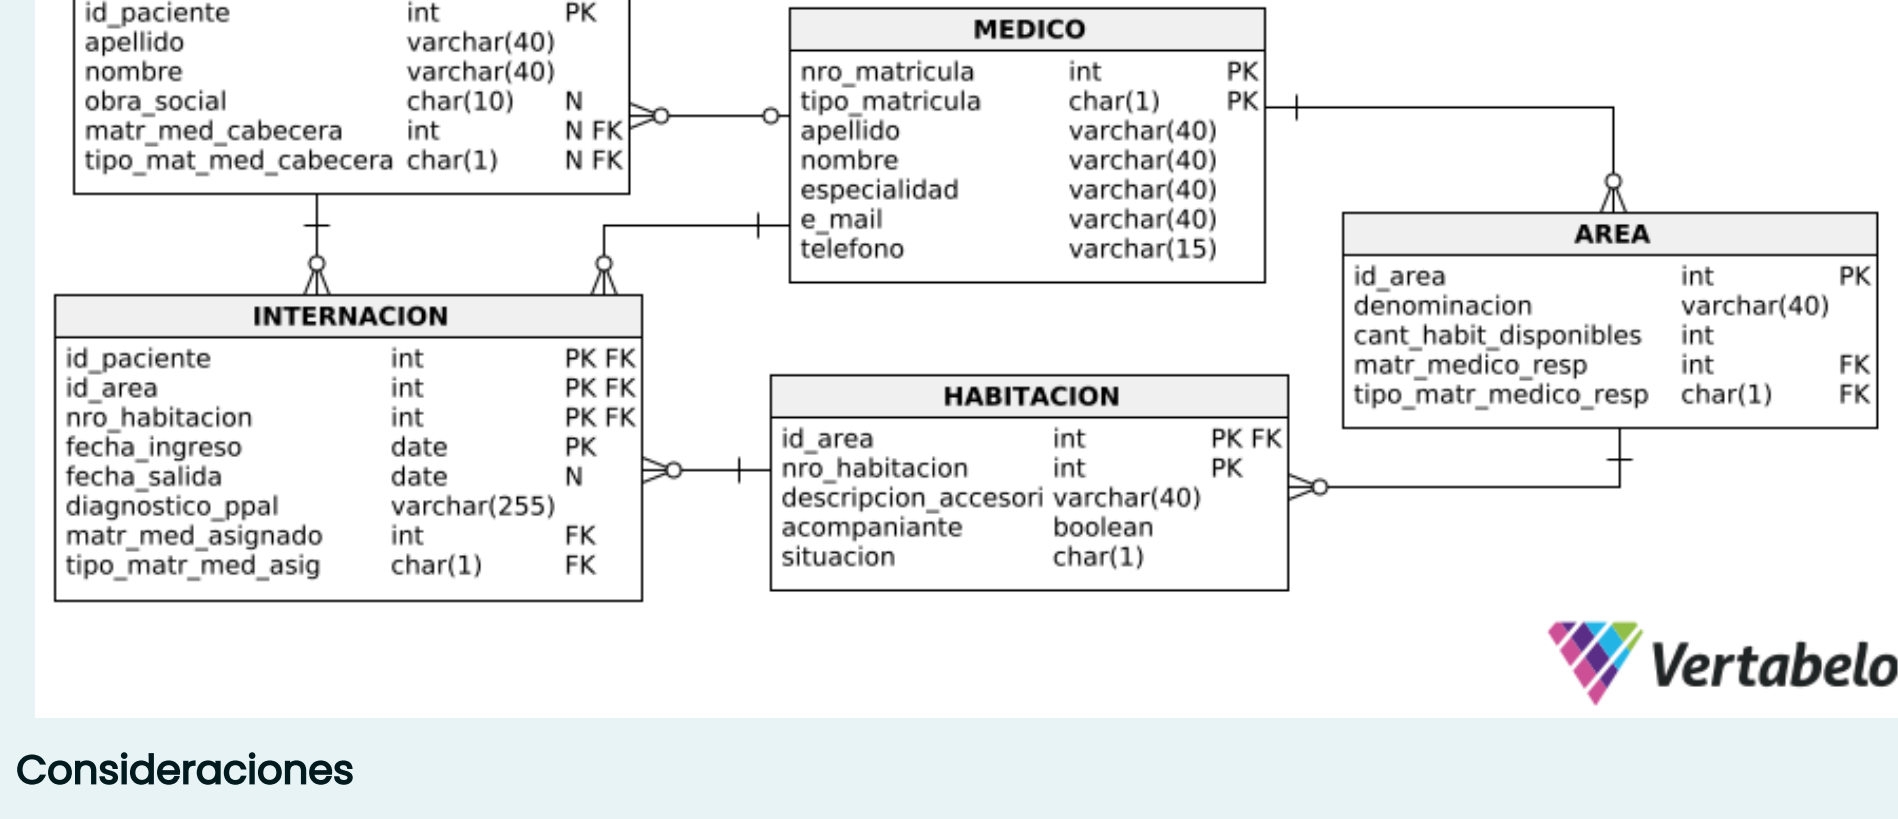 id_paciente int PK
apellido varchar(40)
nombre varchar(40)
obra_social char(10) N
matr_med_cabecera int N FK
tipo_mat_med_cabecera char(1) N FK
MEDICO
nro_matricula int PK
tipo_matricula char(1) PK
apellido varchar(40)
nombre varchar(40)
especialidad varchar(40)
e_mail varchar(40)
telefono varchar(15)
AREA
id_area int PK
denominacion varchar(40)
cant_habit_disponibles int
matr_medico_resp int FK
tipo_matr_medico_resp char(1) FK
INTERNACION
id_paciente int PK FK
id_area int PK FK
nro_habitacion int PK FK
fecha_ingreso date PK
fecha_salida date N
diagnostico_ppal varchar(255)
matr_med_asignado int FK
tipo_matr_med_asig char(1) FK
HABITACION
id_area int PK FK
nro_habitacion int PK
descripcion_accesori varchar(40)
acompaniante boolean
situacion char(1)
Vertabelo
Consideraciones